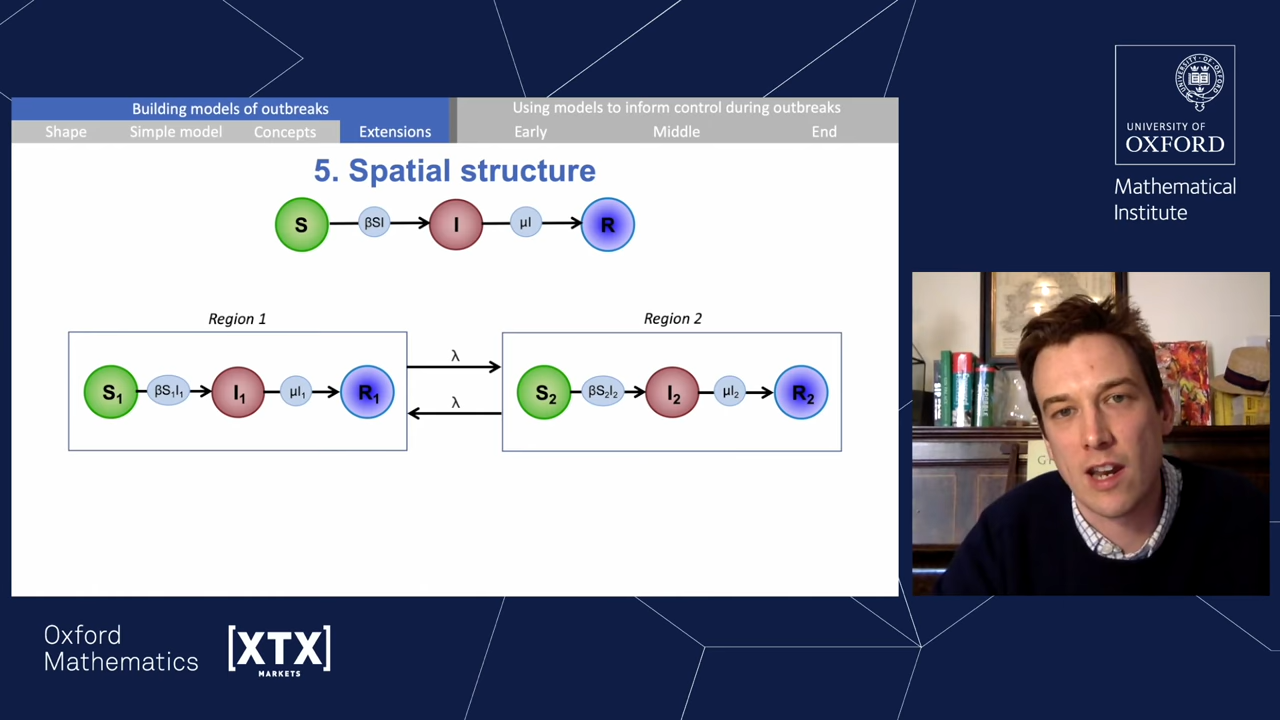 Building models of outbreaks
Using models to inform control during outbreaks
Shape
Simple model
Concepts
Extensions
Early
Middle
End
5. Spatial structure
S
βSI
I
μI
R
Region 1
Region 2
S₁
βS₁I₁
I₁
μI₁
R₁
λ
λ
S₂
βS₂I₂
I₂
μI₂
R₂
UNIVERSITY OF
OXFORD
Mathematical
Institute
Oxford
Mathematics
[XTX]
MARKETS